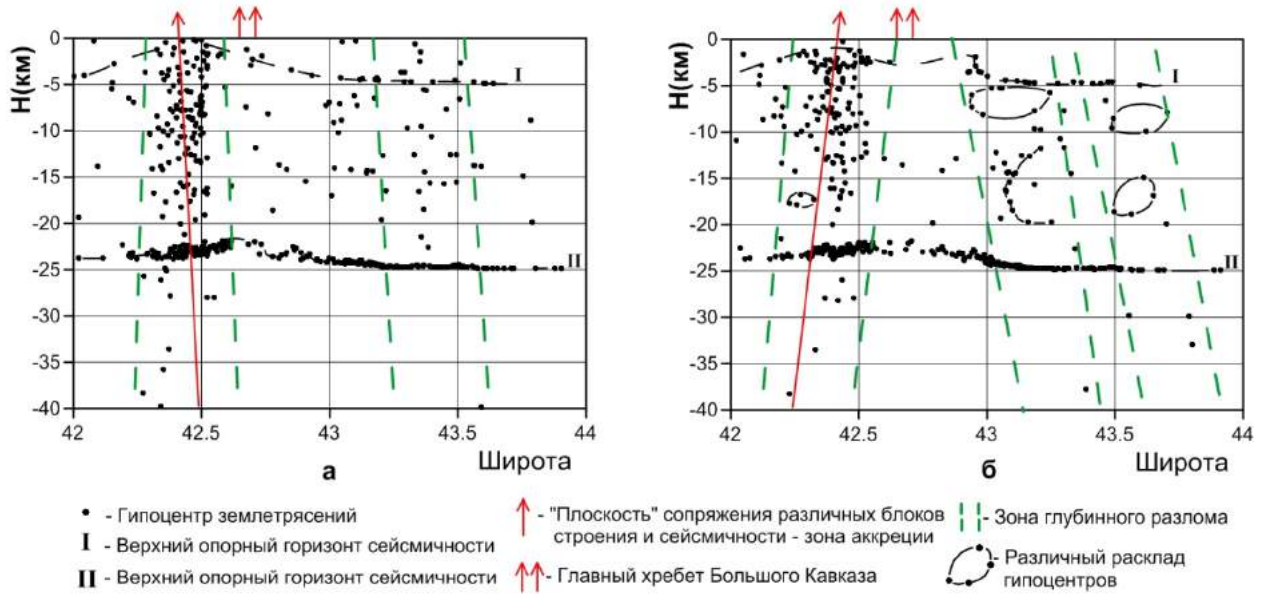 H(км)
0
-5
-10
-15
-20
-25
-30
-35
-40
42
42.5
43
43.5
44
I
II
а
Широта
H(км)
0
-5
-10
-15
-20
-25
-30
-35
-40
42
42.5
43
43.5
44
I
II
б
Широта
- Гипоцентр землетрясений
I - Верхний опорный горизонт сейсмичности
II - Верхний опорный горизонт сейсмичности
- "Плоскость" сопряжения различных блоков
строения и сейсмичности - зона аккреции
- Главный хребет Большого Кавказа
- Зона глубинного разлома
- Различный расклад
гипоцентров